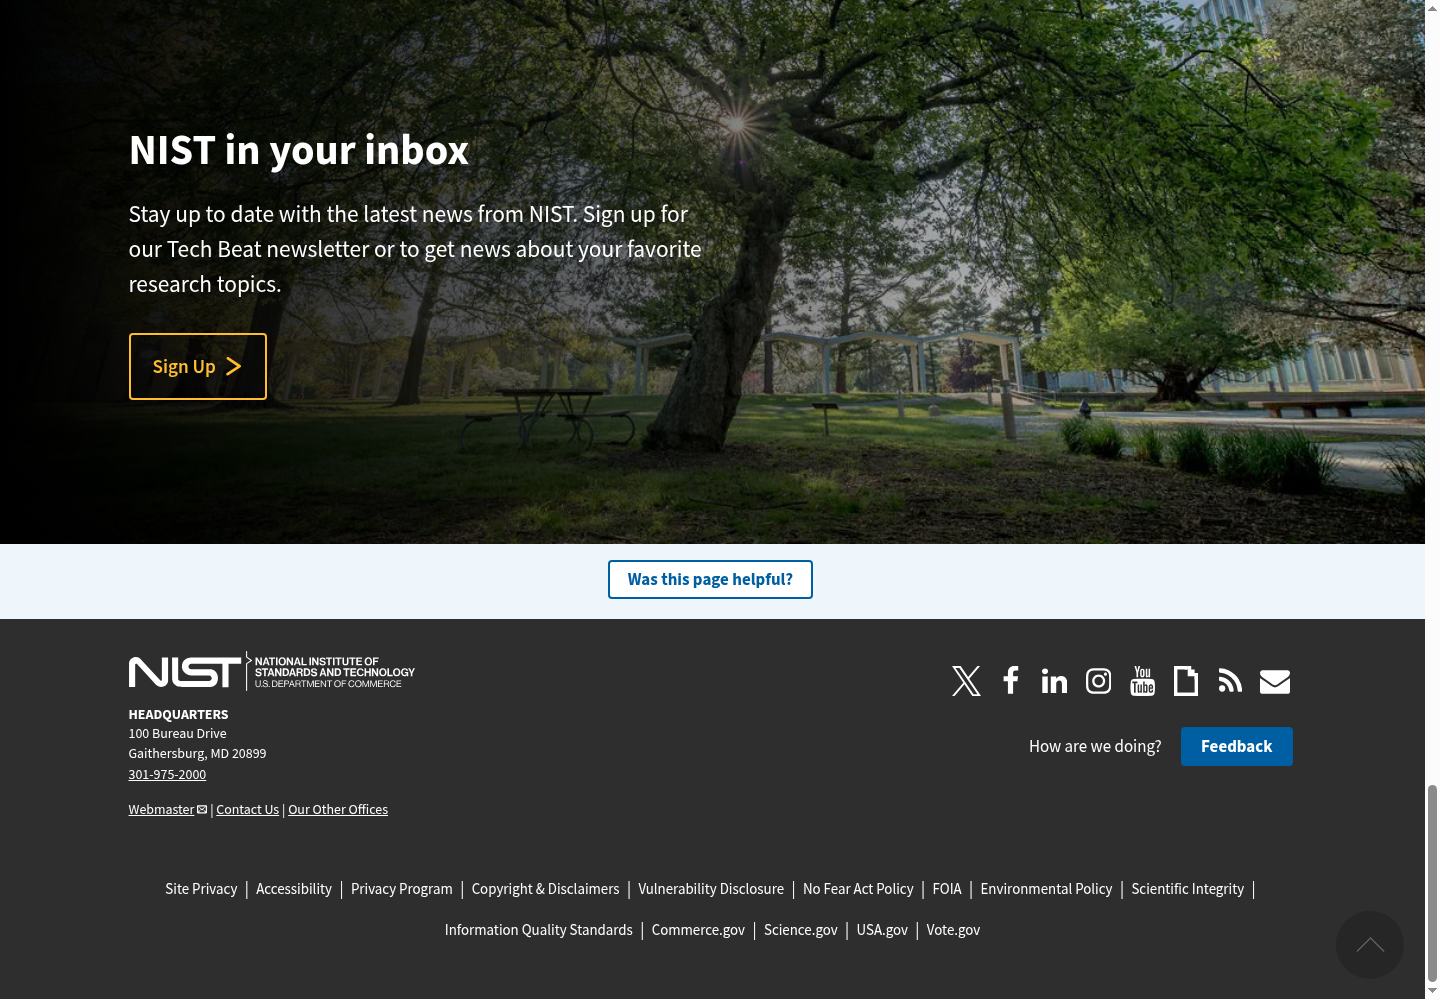 NIST in your inbox
Stay up to date with the latest news from NIST. Sign up for
our Tech Beat newsletter or to get news about your favorite
research topics.
Sign Up
Was this page helpful?
NIST NATIONAL INSTITUTE OF
STANDARDS AND TECHNOLOGY
U.S. DEPARTMENT OF COMMERCE
HEADQUARTERS
100 Bureau Drive
Gaithersburg, MD 20899
301-975-2000
Webmaster | Contact Us | Our Other Offices
You
Tube
How are we doing? Feedback
Site Privacy | Accessibility | Privacy Program | Copyright & Disclaimers | Vulnerability Disclosure | No Fear Act Policy | FOIA | Environmental Policy | Scientific Integrity |
Information Quality Standards | Commerce.gov | Science.gov | USA.gov | Vote.gov